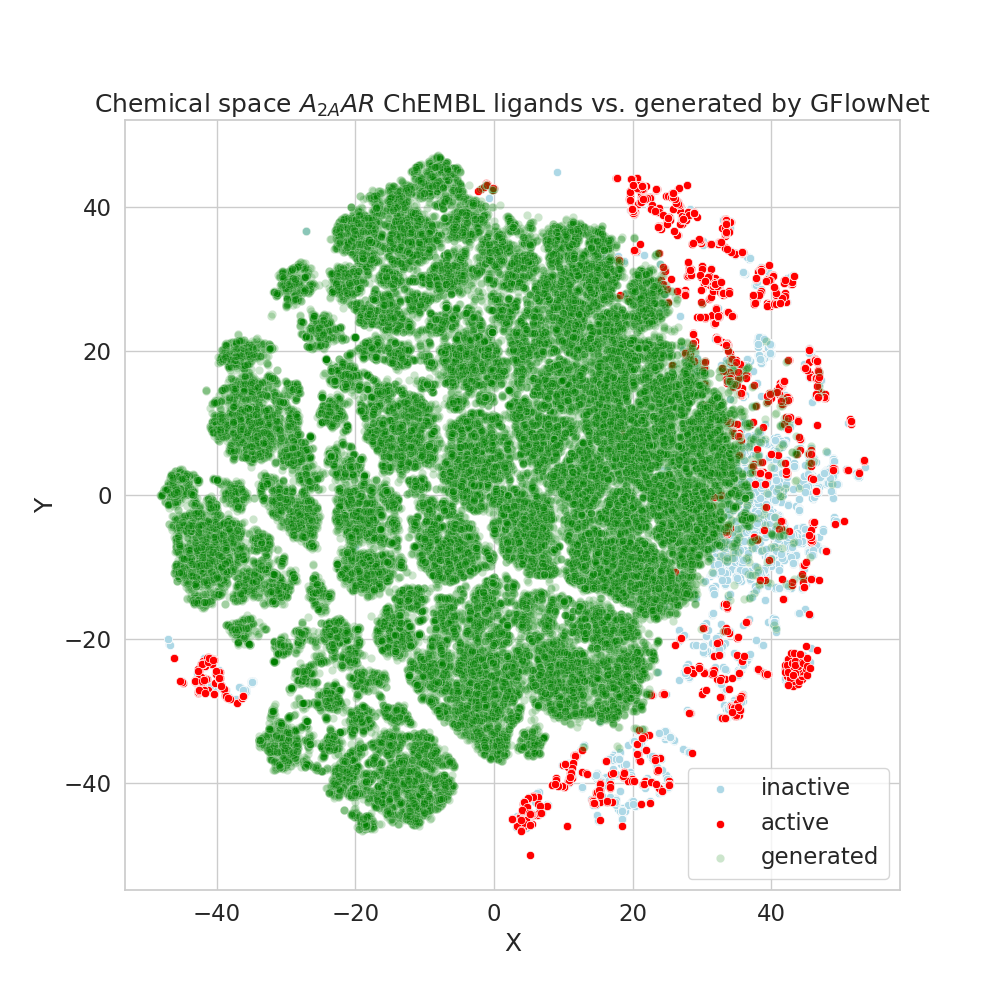 Chemical space A₂ₐAR ChEMBL ligands vs. generated by GFlowNet
Y
40
20
0
−20
−40
−40 −20 0 20 40
X
inactive
active
generated